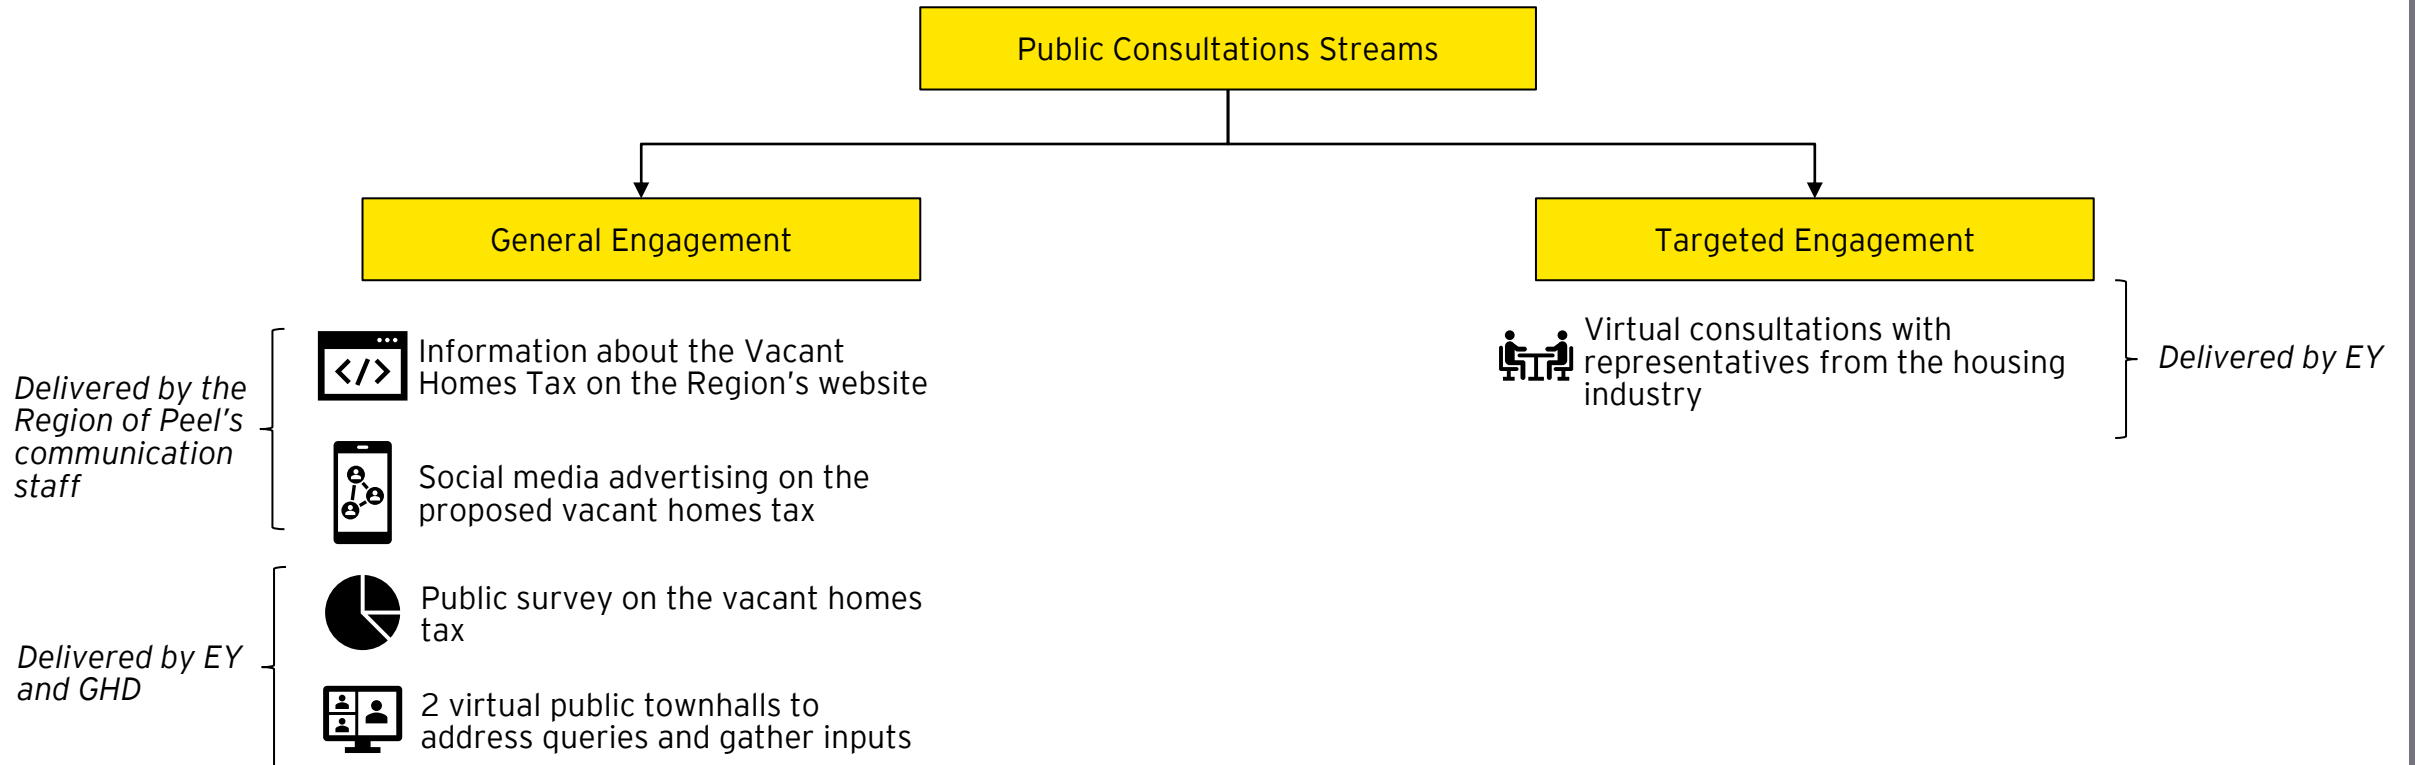 Public Consultations Streams
General Engagement
Targeted Engagement
Delivered by the
Region of Peel's
communication
staff
</>
Information about the Vacant
Homes Tax on the Region's website
Social media advertising on the
proposed vacant homes tax
Delivered by EY
and GHD
Public survey on the vacant homes
tax
2 virtual public townhalls to
address queries and gather inputs
Virtual consultations with
representatives from the housing
industry
Delivered by EY